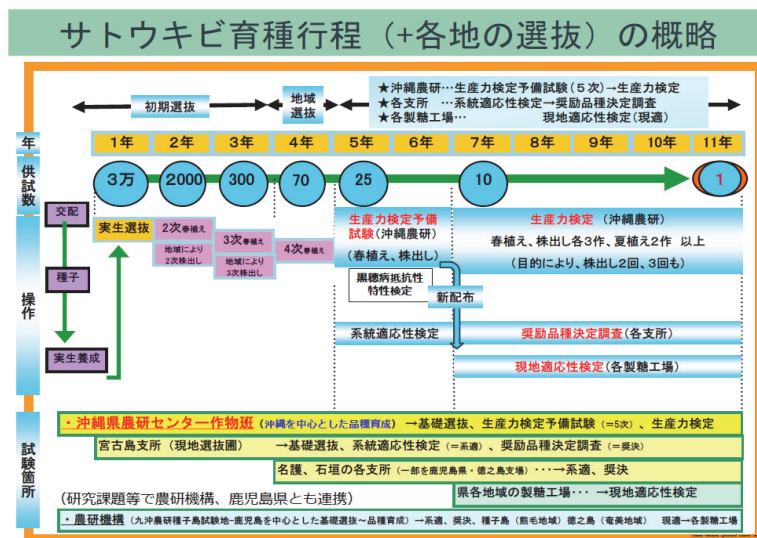 サトウキビ育種行程（+各地の選抜）の概略
初期選抜
地域
選抜
★沖縄農研…生産力検定予備試験（5次）→生産力検定
★各支所 …系統適応性検定→奨励品種決定調査
★各製糖工場… 現地適応性検定（現適）
年
1年 2年 3年 4年 5年 6年 7年 8年 9年 10年 11年
供試数
3万 2000 300 70 25 10 1
操作
交配
種子
実生養成
実生選抜
2次春植え
地域により
2次株出し
3次春植え
地域により
3次株出し
4次春植え
生産力検定予備
試験(沖縄農研)
（春植え、株出し）
黒穂病抵抗性
特性検定
新配布
生産力検定 （沖縄農研）
春植え、株出し各3作、夏植え2作 以上
（目的により、株出し2回、3回も）
系統適応性検定
奨励品種決定調査(各支所)
現地適応性検定(各製糖工場)
試験箇所
・沖縄県農研センター作物班（沖縄を中心とした品種育成）→基礎選抜、生産力検定予備試験（＝5次）、生産力検定
宮古島支所（現地選抜圃） →基礎選抜、系統適応性検定（＝系適）、奨励品種決定調査（＝奨決）
名護、石垣の各支所（一部を鹿児島県・徳之島支場）・・・→系適、奨決
県各地域の製糖工場・・・ →現地適応性検定
（研究課題等で農研機構、鹿児島県とも連携）
・農研機構（九沖農研種子島試験地-鹿児島を中心とした基礎選抜～品種育成）→系適、奨決、種子島（熊毛地域）徳之島（奄美地域） 現適→各製糖工場